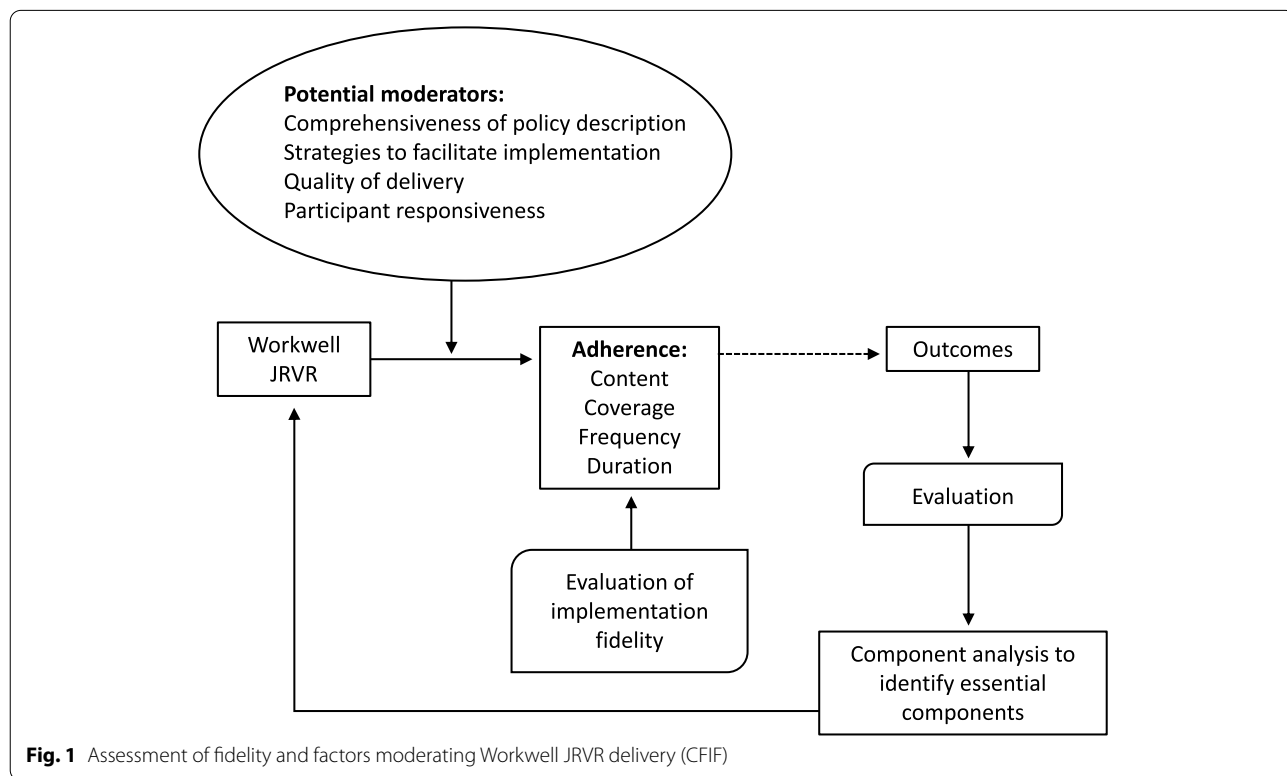 Potential moderators:
Comprehensiveness of policy description
Strategies to facilitate implementation
Quality of delivery
Participant responsiveness
Workwell
JRVR
Adherence:
Content
Coverage
Frequency
Duration
Outcomes
Evaluation
Evaluation of
implementation
fidelity
Component analysis to
identify essential
components
Fig. 1 Assessment of fidelity and factors moderating Workwell JRVR delivery (CFIF)